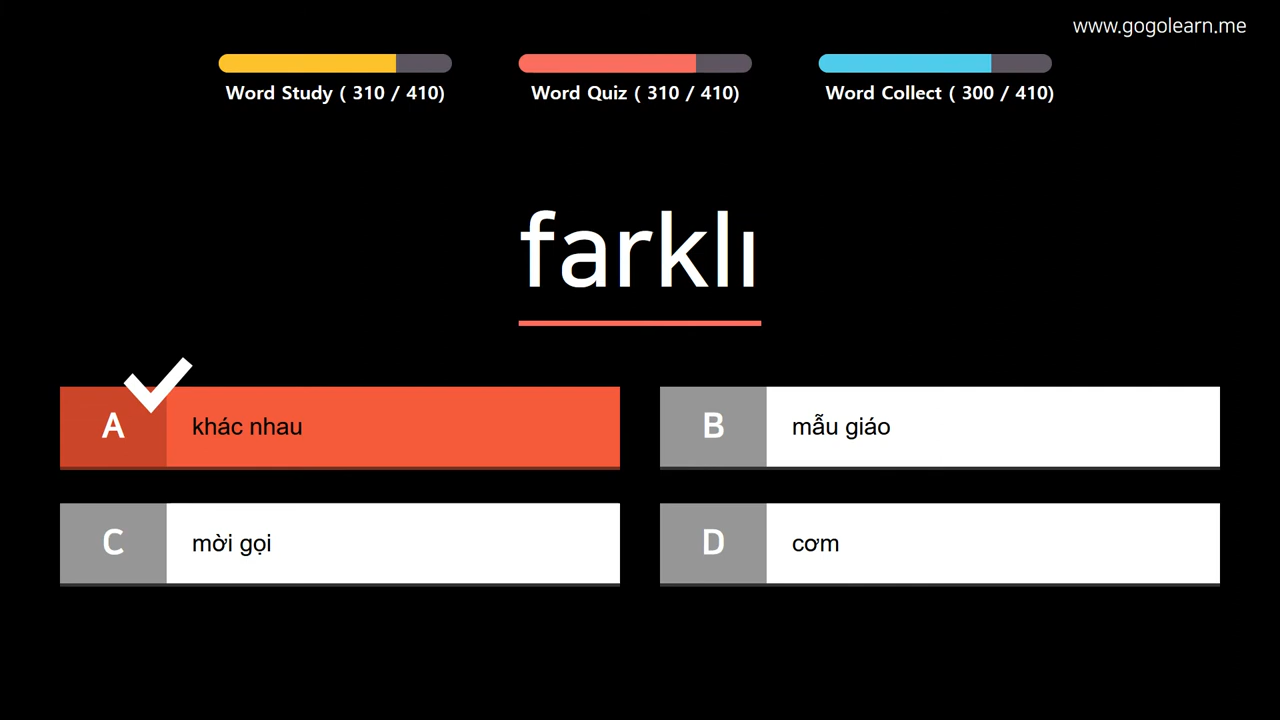 www.gogolearn.me
Word Study ( 310 / 410)
Word Quiz ( 310 / 410)
Word Collect ( 300 / 410)
farklı
A khác nhau
B mẫu giáo
C mời gọi
D cơm